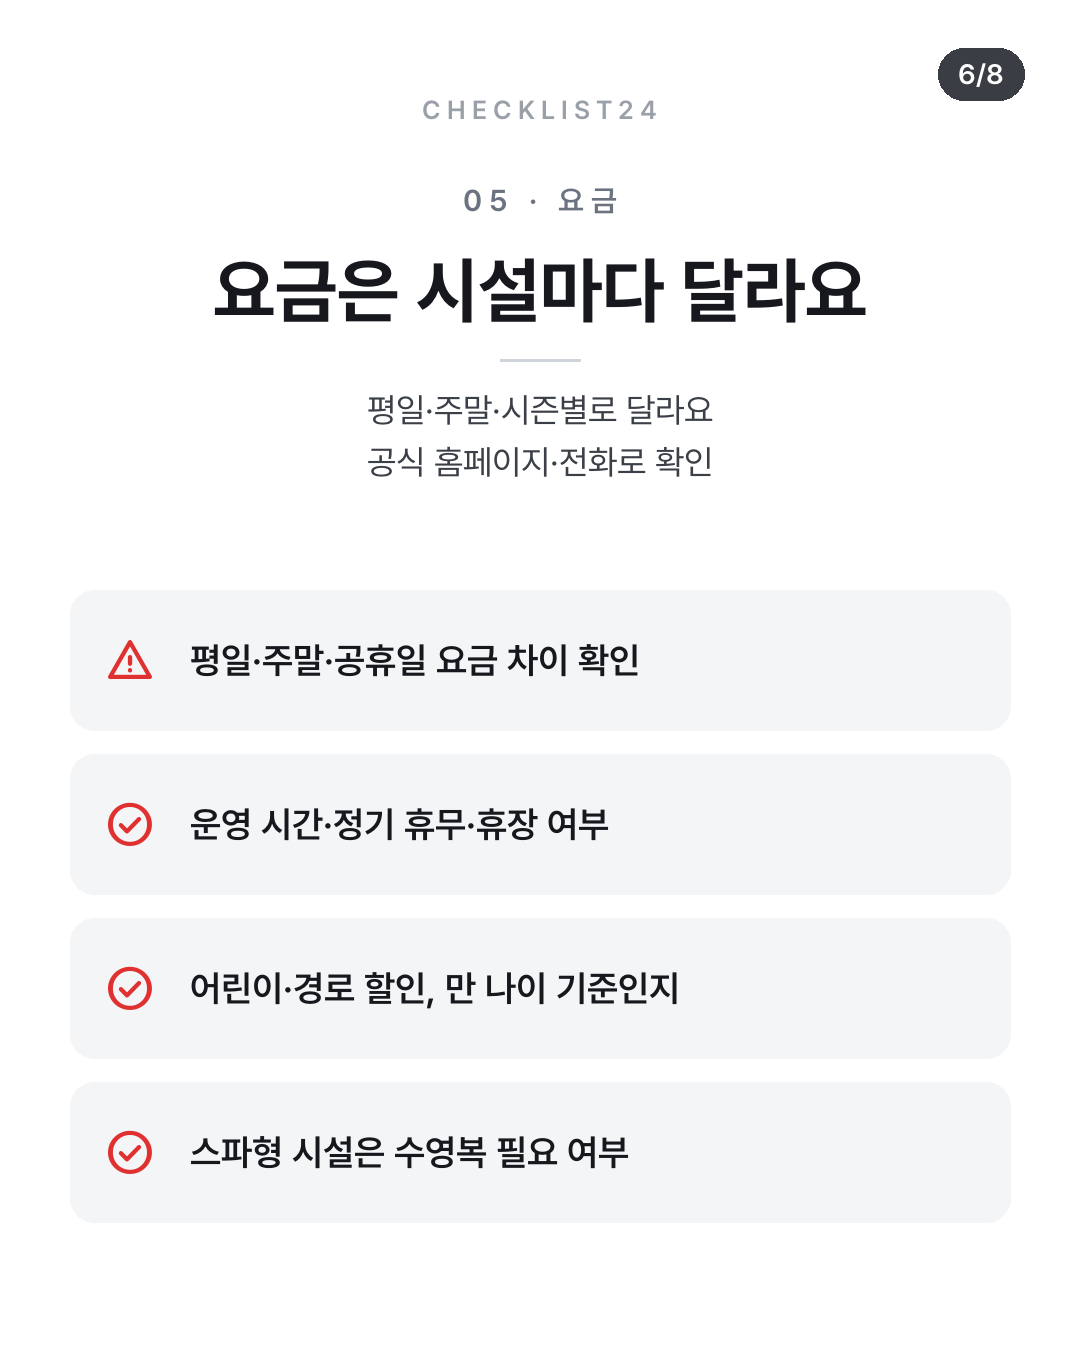 6/8
CHECKLIST24
05 · 요금
요금은 시설마다 달라요
평일·주말·시즌별로 달라요
공식 홈페이지·전화로 확인
평일·주말·공휴일 요금 차이 확인
운영 시간·정기 휴무·휴장 여부
어린이·경로 할인, 만 나이 기준인지
스파형 시설은 수영복 필요 여부